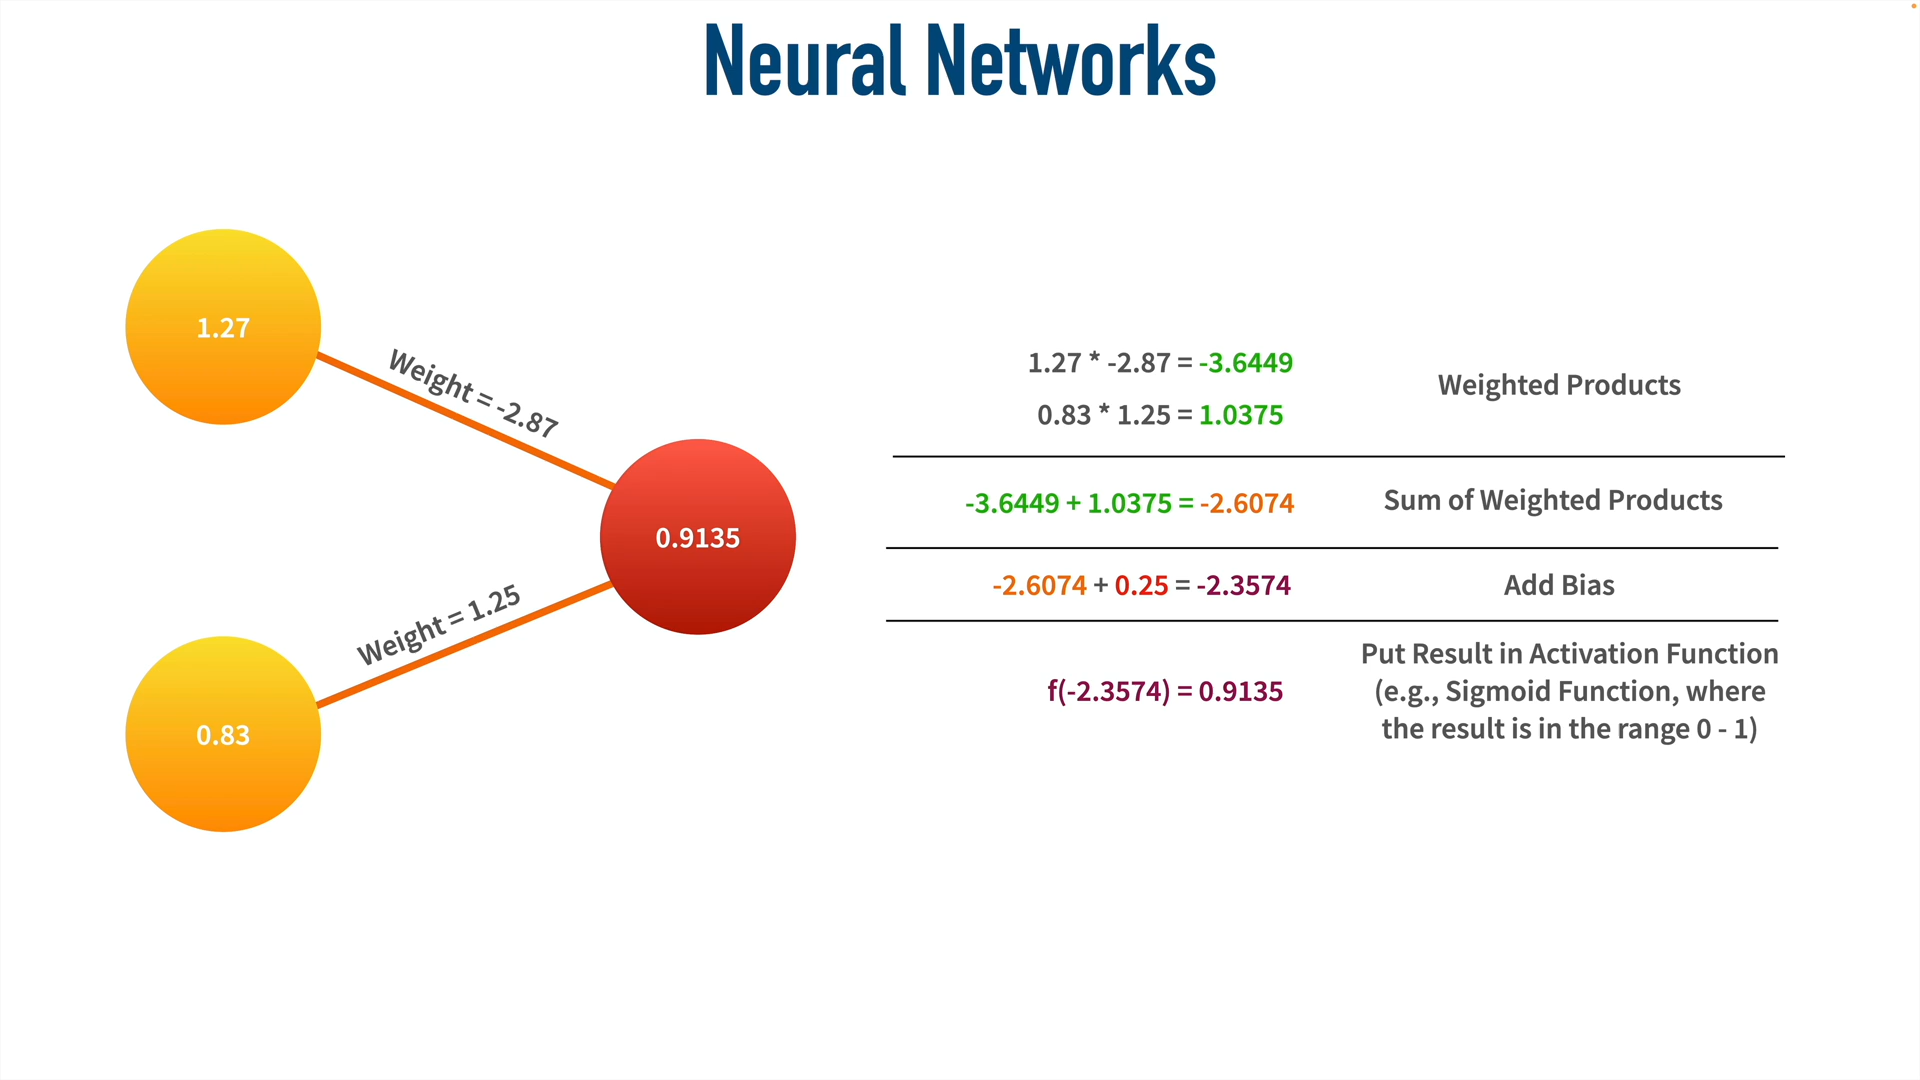 Neural Networks
1.27
Weight = -2.87
0.9135
Weight = 1.25
0.83
1.27 * -2.87 = -3.6449
0.83 * 1.25 = 1.0375
Weighted Products
-3.6449 + 1.0375 = -2.6074
Sum of Weighted Products
-2.6074 + 0.25 = -2.3574
Add Bias
f(-2.3574) = 0.9135
Put Result in Activation Function
(e.g., Sigmoid Function, where
the result is in the range 0 - 1)